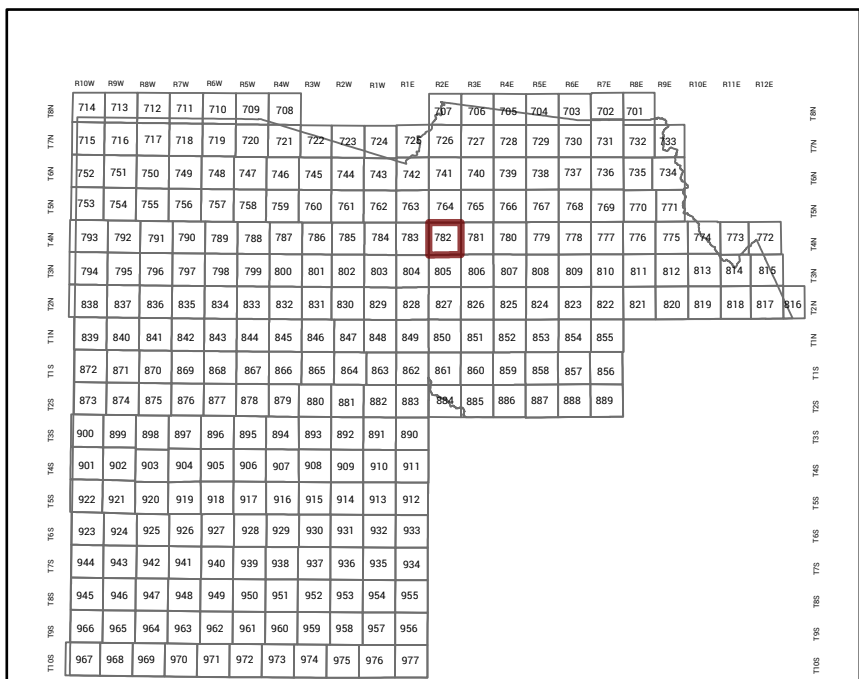 R10W R9W R8W R7W R6W R5W R4W R3W R2W R1W R1E R2E R3E R4E R5E R6E R7E R8E R9E R10E R11E R12E
T8N 714 713 712 711 710 709 708 707 706 705 704 703 702 701 T8N
T7N 715 716 717 718 719 720 721 722 723 724 725 726 727 728 729 730 731 732 733 T7N
T6N 752 751 750 749 748 747 746 745 744 743 742 741 740 739 738 737 736 735 734 T6N
T5N 753 754 755 756 757 758 759 760 761 762 763 764 765 766 767 768 769 770 771 T5N
T4N 793 792 791 790 789 788 787 786 785 784 783 782 781 780 779 778 777 776 775 774 773 772 T4N
T3N 794 795 796 797 798 799 800 801 802 803 804 805 806 807 808 809 810 811 812 813 814 815 T3N
T2N 838 837 836 835 834 833 832 831 830 829 828 827 826 825 824 823 822 821 820 819 818 817 816 T2N
T1N 839 840 841 842 843 844 845 846 847 848 849 850 851 852 853 854 855 T1N
T1S 872 871 870 869 868 867 866 865 864 863 862 861 860 859 858 857 856 T1S
T2S 873 874 875 876 877 878 879 880 881 882 883 884 885 886 887 888 889 T2S
T3S 900 899 898 897 896 895 894 893 892 891 890 T3S
T4S 901 902 903 904 905 906 907 908 909 910 911 T4S
T5S 922 921 920 919 918 917 916 915 914 913 912 T5S
T6S 923 924 925 926 927 928 929 930 931 932 933 T6S
T7S 944 943 942 941 940 939 938 937 936 935 934 T7S
T8S 945 946 947 948 949 950 951 952 953 954 955 T8S
T9S 966 965 964 963 962 961 960 959 958 957 956 T9S
T10S 967 968 969 970 971 972 973 974 975 976 977 T10S